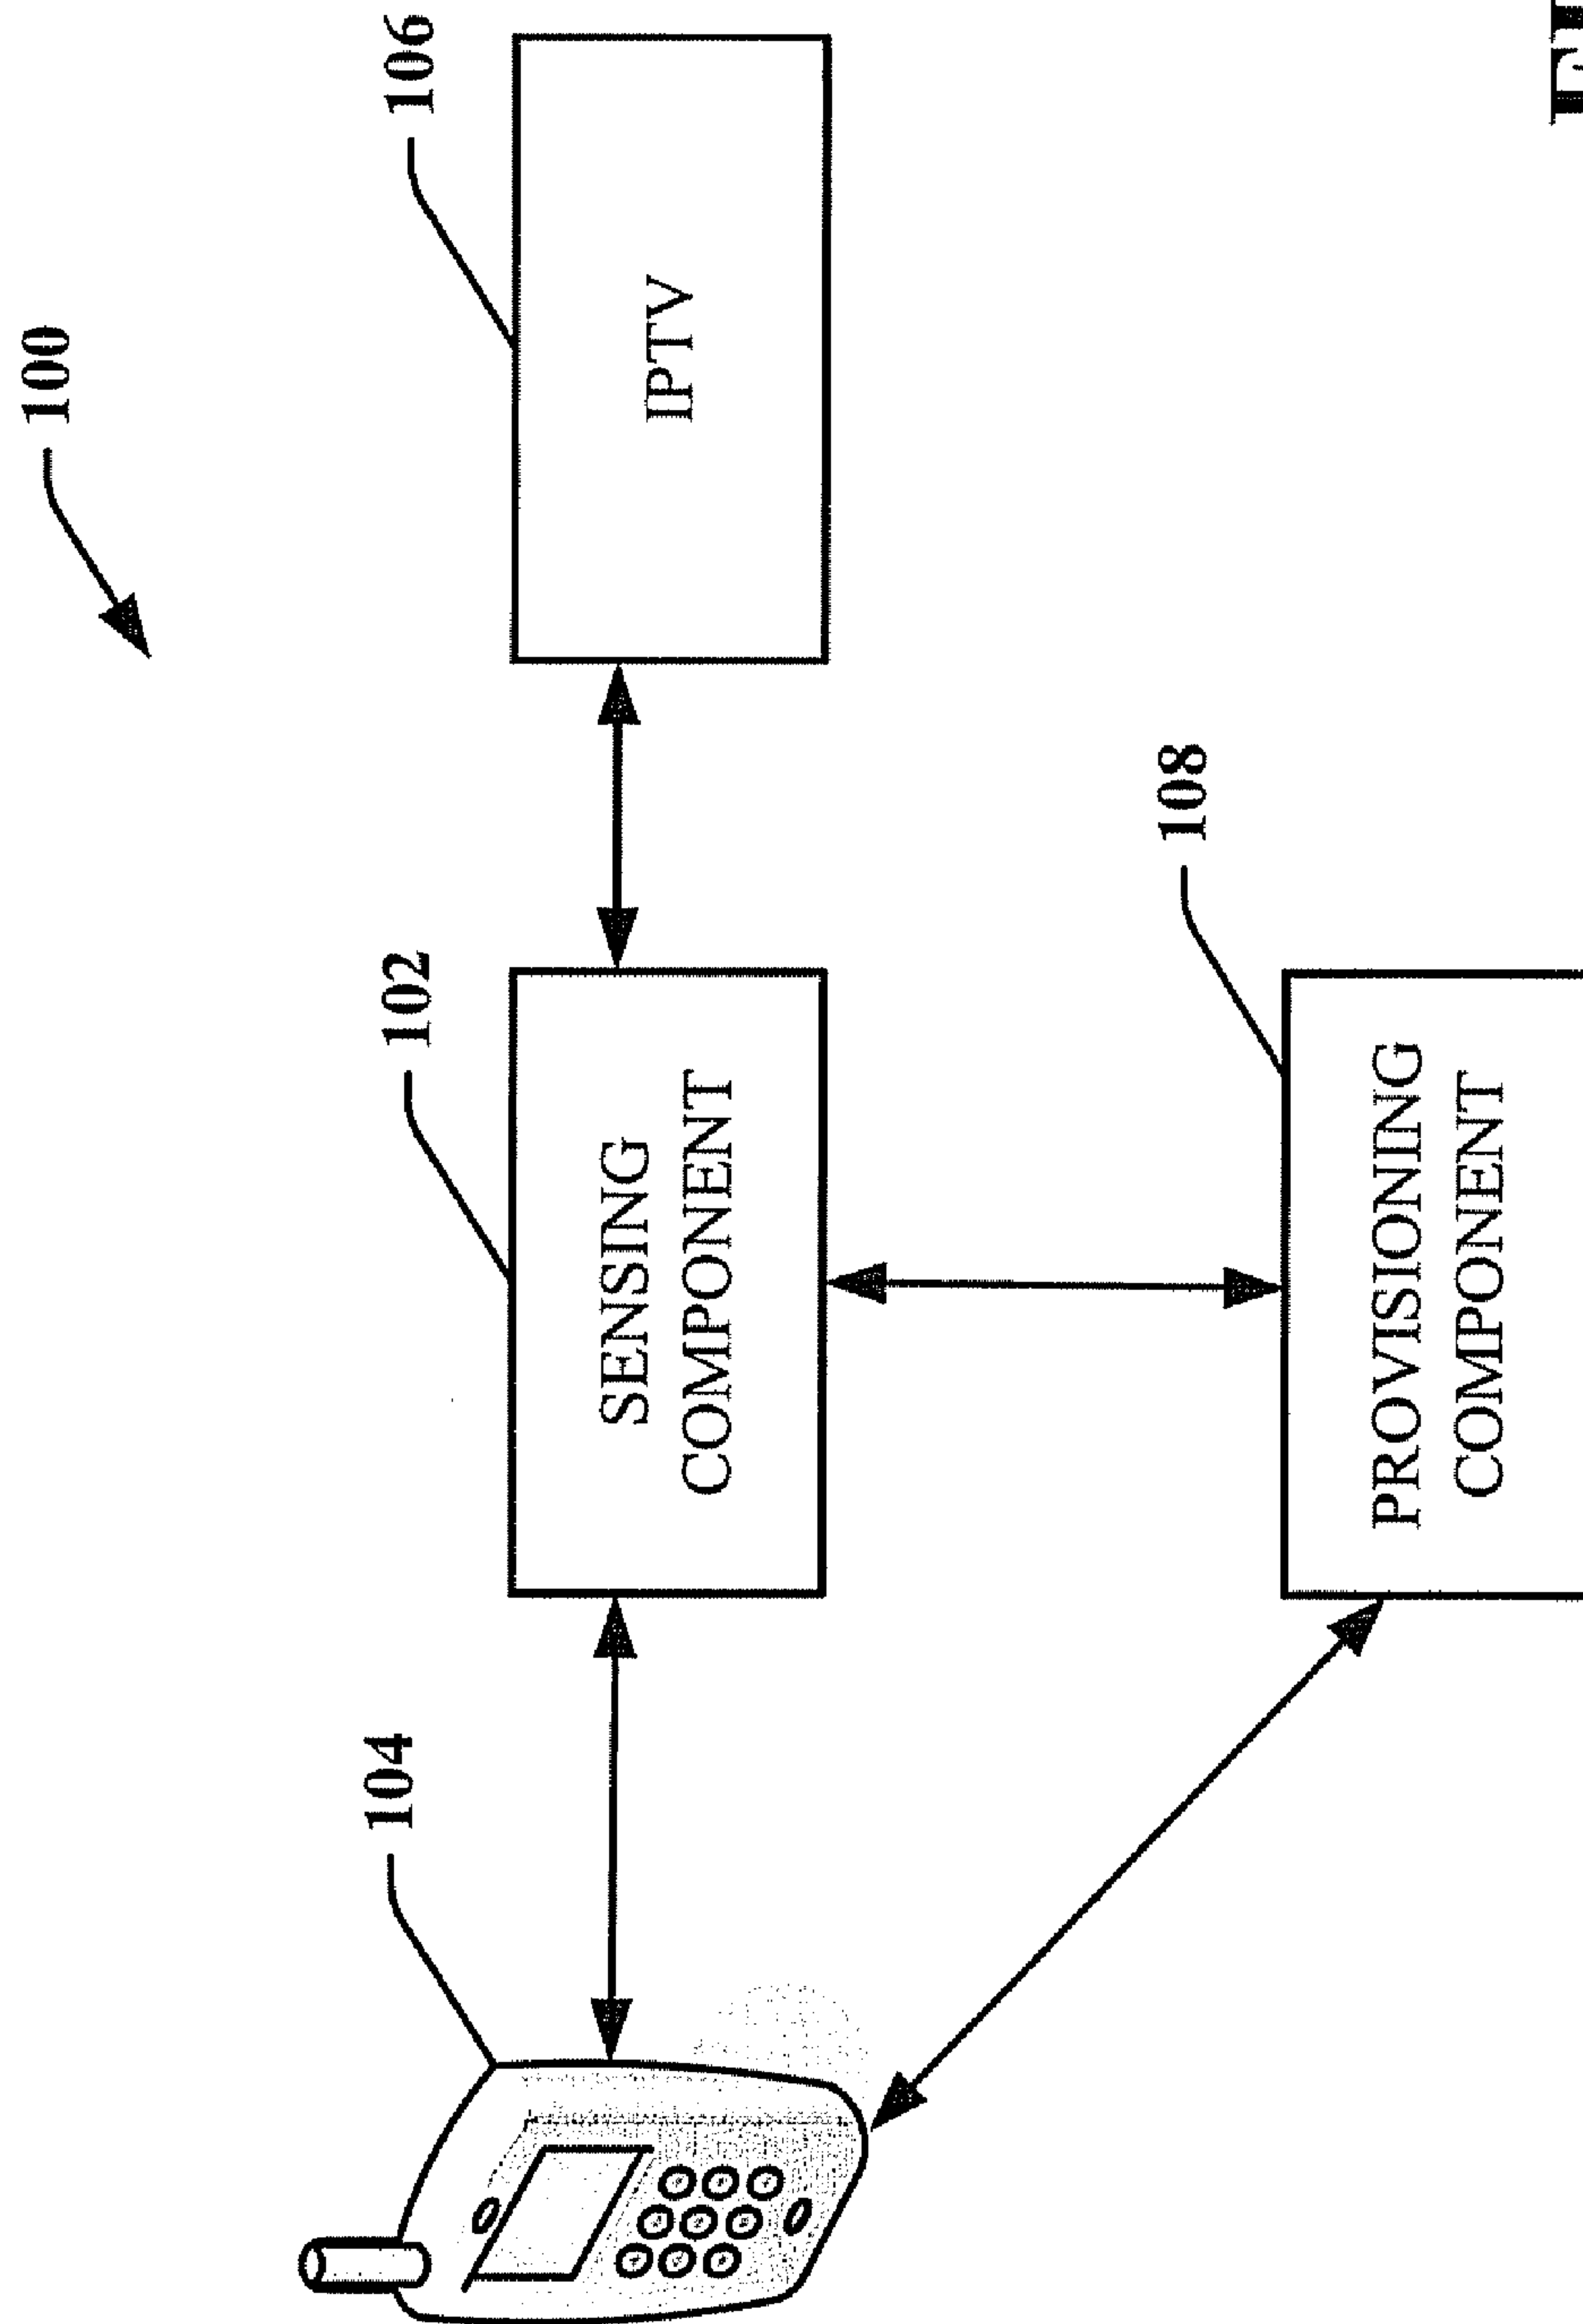 100
106
IPTV
102
SENSING
COMPONENT
104
108
PROVISIONING
COMPONENT